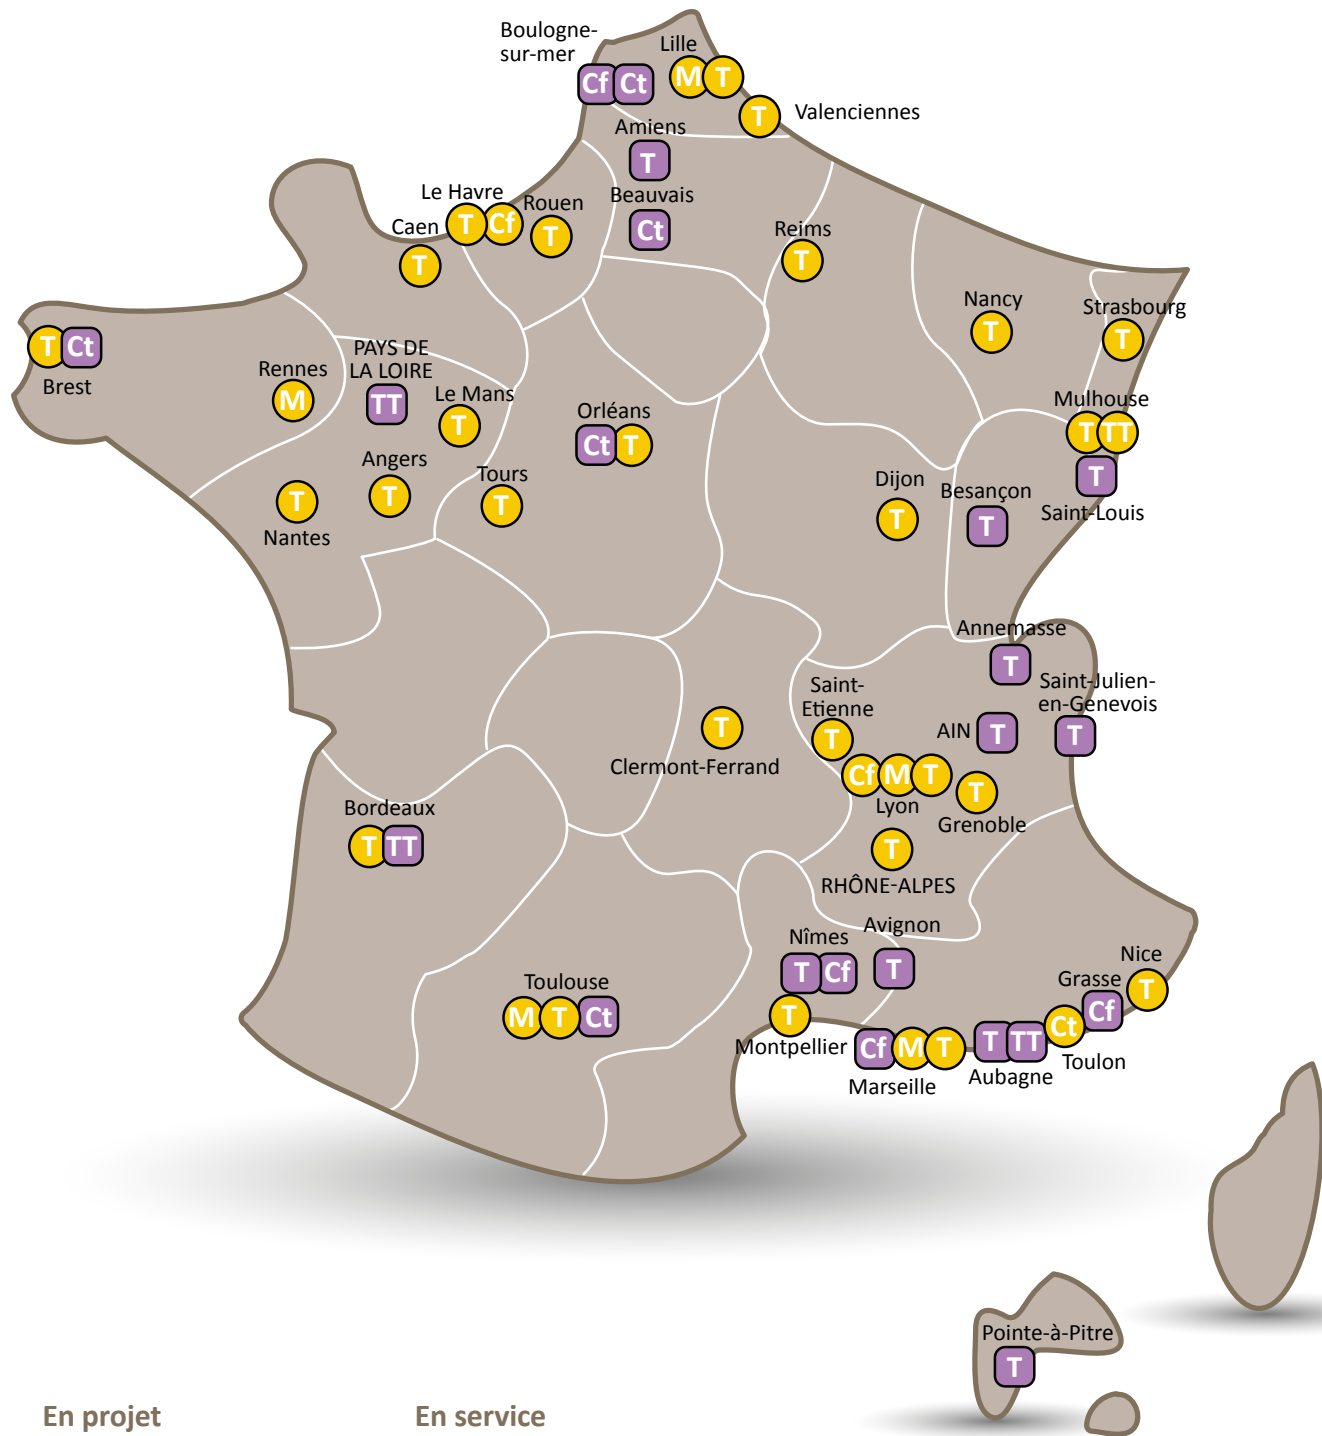 Boulogne-
sur-mer
Cf Ct
Lille
M T
T Valenciennes
Amiens
T
Beauvais
Ct
Le Havre
T Cf
Rouen
T
Caen
T
Reims
T
Nancy
T
Strasbourg
T
T Ct
Brest
Rennes
M
PAYS DE
LA LOIRE
TT
Le Mans
T
Orléans
Ct T
Mulhouse
T TT
T
Saint-Louis
Angers
T
Tours
T
T
Nantes
Dijon
T
Besançon
T
Annemasse
T
Saint-Julien-
en-Genevois
T
AIN T
Saint-
Etienne
T
T
Clermont-Ferrand
Cf M T
Lyon
T
Grenoble
T
RHÔNE-ALPES
Bordeaux
T TT
Avignon
T
Nîmes
T Cf
T
Montpellier
Toulouse
M T Ct
Nice
T
Grasse
Cf
Ct
Toulon
T TT
Aubagne
Cf M T
Marseille
Pointe-à-Pitre
T
En projet
En service